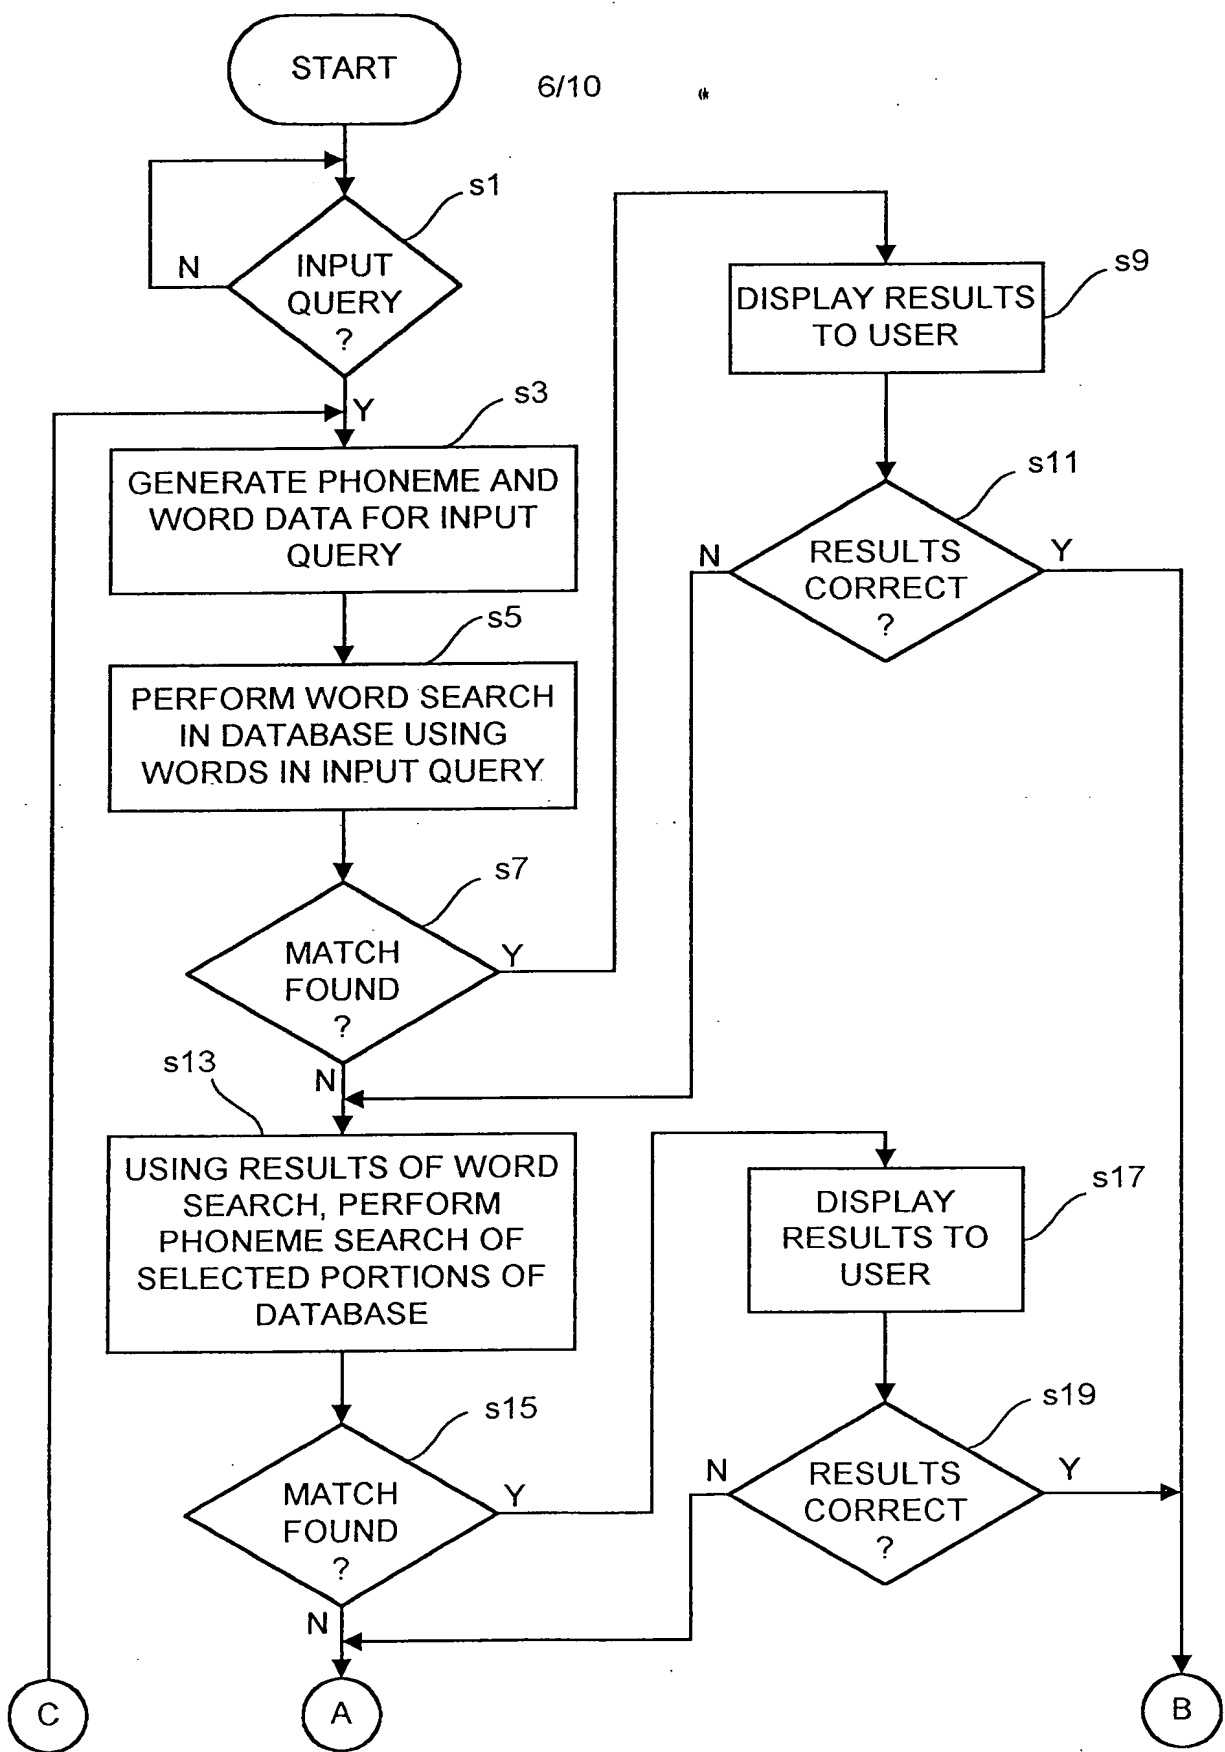 START
6/10
s1
N
INPUT
QUERY
?
Y
s3
GENERATE PHONEME AND
WORD DATA FOR INPUT
QUERY
s5
PERFORM WORD SEARCH
IN DATABASE USING
WORDS IN INPUT QUERY
s7
MATCH
FOUND
?
Y
N
s9
DISPLAY RESULTS
TO USER
s11
N
RESULTS
CORRECT
?
Y
s13
USING RESULTS OF WORD
SEARCH, PERFORM
PHONEME SEARCH OF
SELECTED PORTIONS OF
DATABASE
s15
MATCH
FOUND
?
Y
N
s17
DISPLAY
RESULTS TO
USER
s19
N
RESULTS
CORRECT
?
Y
C
A
B